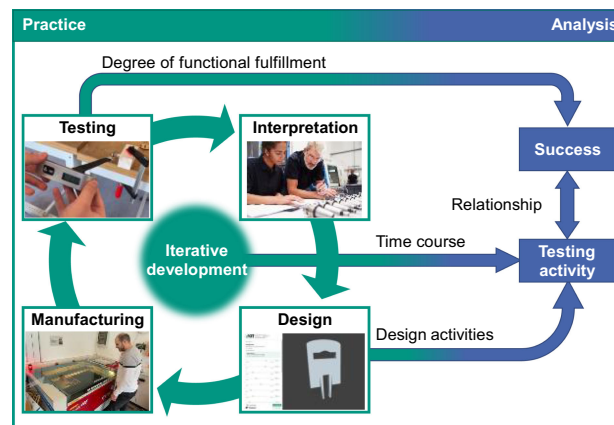 Practice
Analysis
Degree of functional fulfillment
Testing
Interpretation
Success
Relationship
Iterative
development
Time course
Testing
activity
Manufacturing
Design
Design activities